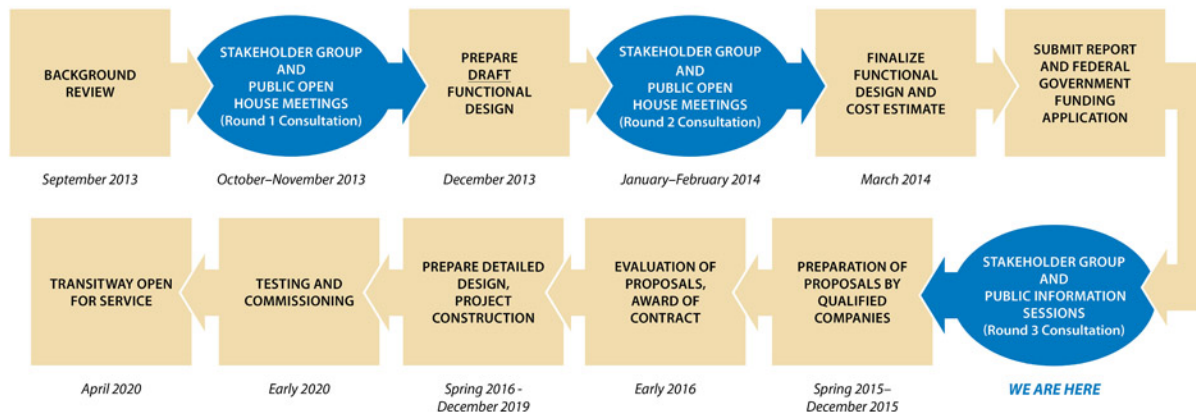 BACKGROUND
REVIEW
September 2013
STAKEHOLDER GROUP
AND
PUBLIC OPEN
HOUSE MEETINGS
(Round 1 Consultation)
October–November 2013
PREPARE
DRAFT
FUNCTIONAL
DESIGN
December 2013
STAKEHOLDER GROUP
AND
PUBLIC OPEN
HOUSE MEETINGS
(Round 2 Consultation)
January–February 2014
FINALIZE
FUNCTIONAL
DESIGN AND
COST ESTIMATE
March 2014
SUBMIT REPORT
AND FEDERAL
GOVERNMENT
FUNDING
APPLICATION
STAKEHOLDER GROUP
AND
PUBLIC INFORMATION
SESSIONS
(Round 3 Consultation)
WE ARE HERE
PREPARATION OF
PROPOSALS BY
QUALIFIED
COMPANIES
Spring 2015–
December 2015
EVALUATION OF
PROPOSALS,
AWARD OF
CONTRACT
Early 2016
PREPARE DETAILED
DESIGN,
PROJECT
CONSTRUCTION
Spring 2016 -
December 2019
TESTING AND
COMMISSIONING
Early 2020
TRANSITWAY OPEN
FOR SERVICE
April 2020